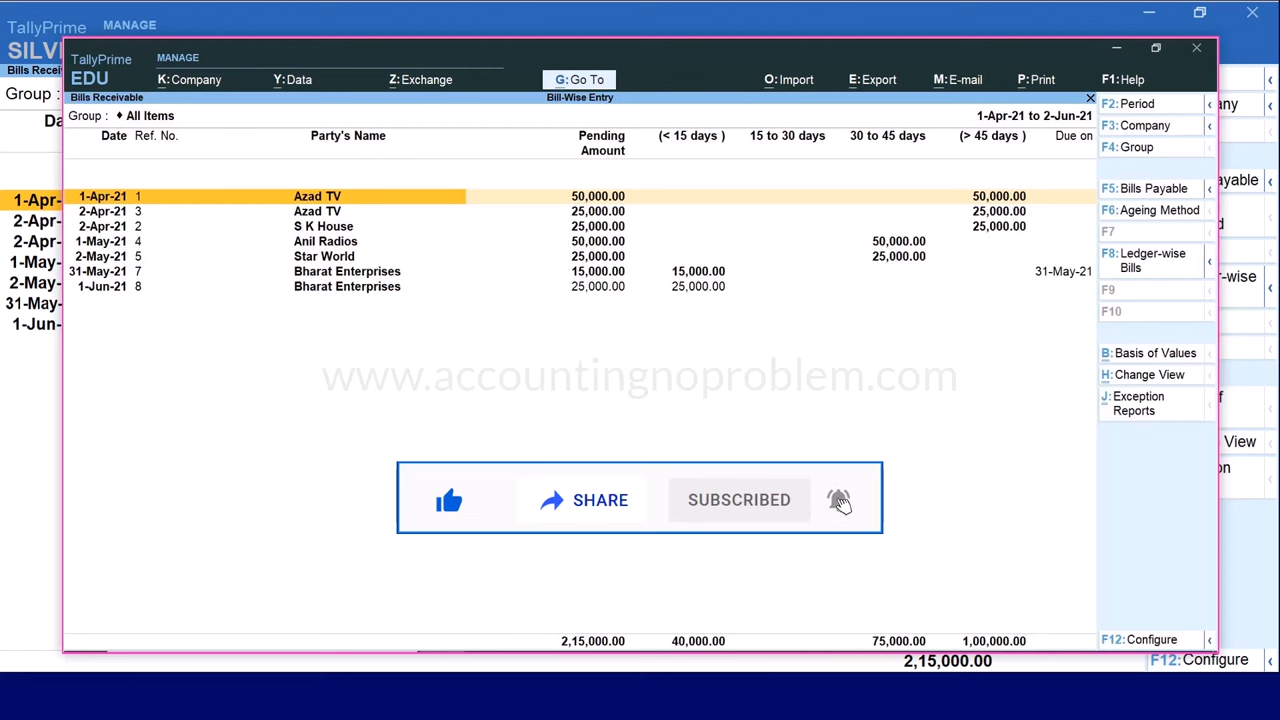 TallyPrime MANAGE
SILV
Bills Recei
Group :
Da
1-Apr-
2-Apr-
2-Apr-
1-May-
2-May-
31-May-
1-Jun-
TallyPrime MANAGE
EDU K:Company Y:Data Z:Exchange G:Go To O:Import E:Export M:E-mail P:Print F1:Help
Bills Receivable Bill-Wise Entry
Group : ♦ All Items 1-Apr-21 to 2-Jun-21
Date Ref. No. Party's Name Pending Amount (< 15 days ) 15 to 30 days 30 to 45 days (> 45 days ) Due on
1-Apr-21 1 Azad TV 50,000.00 50,000.00
2-Apr-21 3 Azad TV 25,000.00 25,000.00
2-Apr-21 2 S K House 25,000.00 25,000.00
1-May-21 4 Anil Radios 50,000.00 50,000.00
2-May-21 5 Star World 25,000.00 25,000.00
31-May-21 7 Bharat Enterprises 15,000.00 15,000.00 31-May-21
1-Jun-21 8 Bharat Enterprises 25,000.00 25,000.00
www.accountingnoproblem.com
SHARE SUBSCRIBED
2,15,000.00 40,000.00 75,000.00 1,00,000.00
F2:Period
F3:Company
F4:Group
F5:Bills Payable
F6:Ageing Method
F7
F8:Ledger-wise
Bills
F9
F10
B:Basis of Values
H:Change View
J:Exception
Reports
F12:Configure
any
ayable
d
er-wise
f
View
on
2,15,000.00 F12:Configure